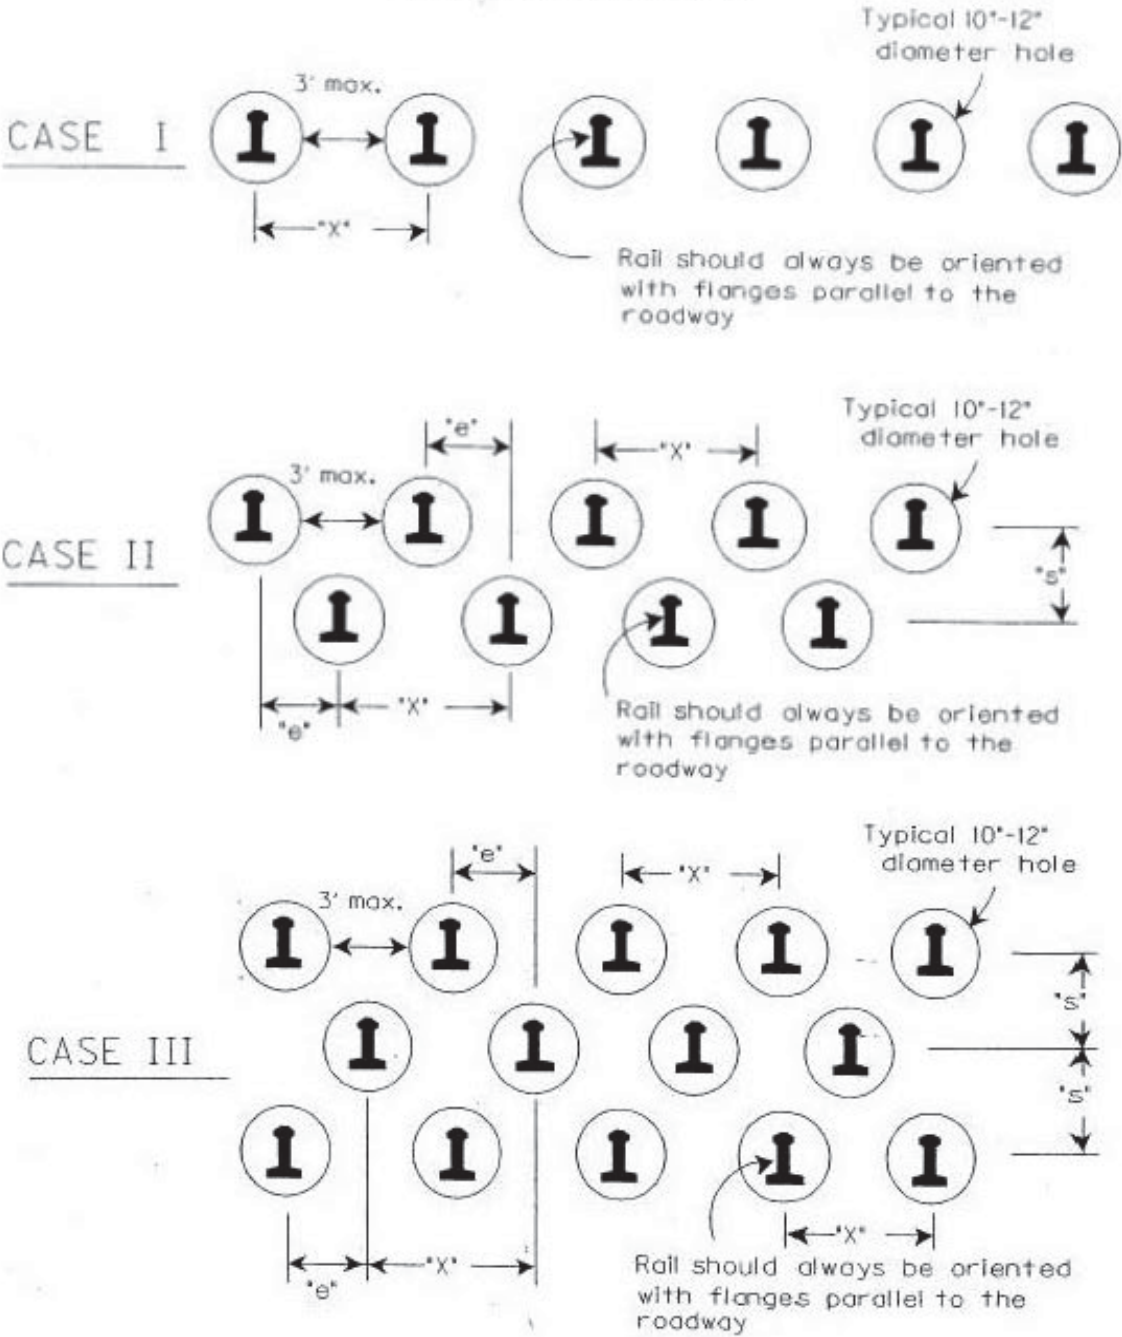 Typical 10"-12"
diameter hole
3' max.
CASE I
"X"
Rail should always be oriented
with flanges parallel to the
roadway
Typical 10"-12"
diameter hole
"e"
"X"
3' max.
CASE II
"s"
"e"
"X"
Rail should always be oriented
with flanges parallel to the
roadway
Typical 10"-12"
diameter hole
"e"
"X"
3' max.
"s"
CASE III
"s"
"X"
"e"
"X"
Rail should always be oriented
with flanges parallel to the
roadway